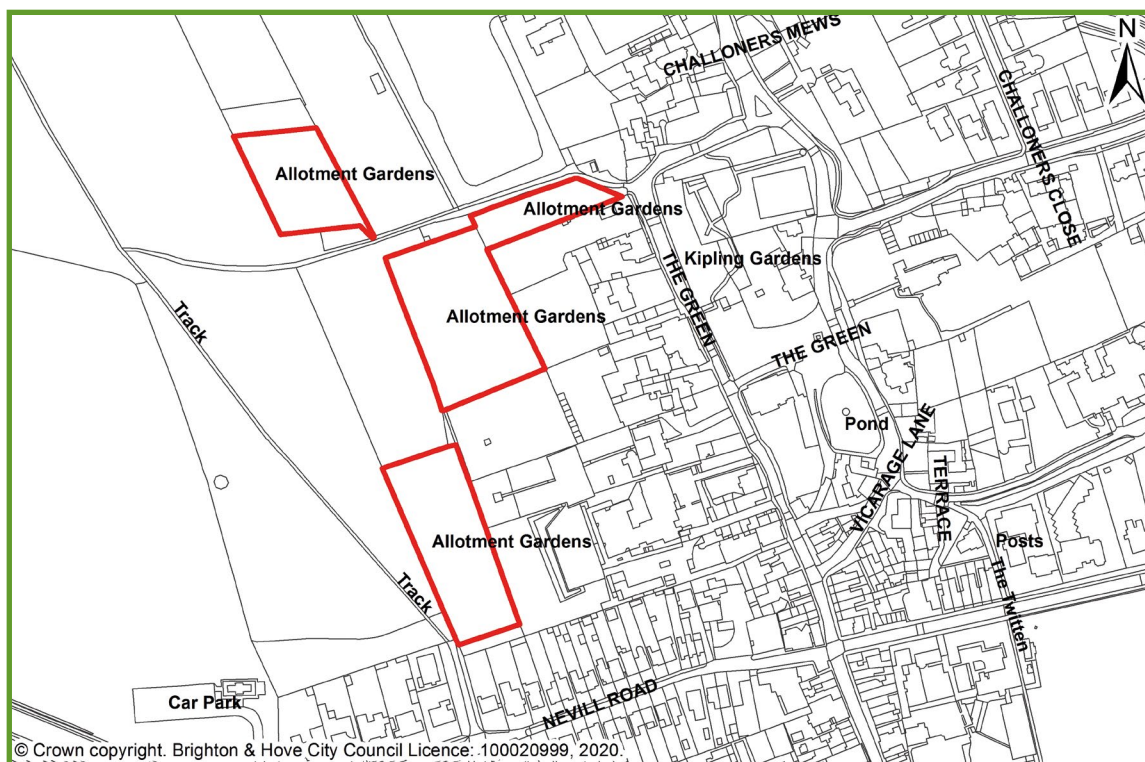 CHALLONERS MEWS
N
CHALLONERS CLOSE
Allotment Gardens
Allotment Gardens
Kipling Gardens
THE GREEN
Allotment Gardens
Track
THE GREEN
Pond
VICARAGE LANE
TERRACE
Allotment Gardens
Posts
Track
The Twitten
NEVILL ROAD
Car Park
© Crown copyright. Brighton & Hove City Council Licence: 100020999, 2020.